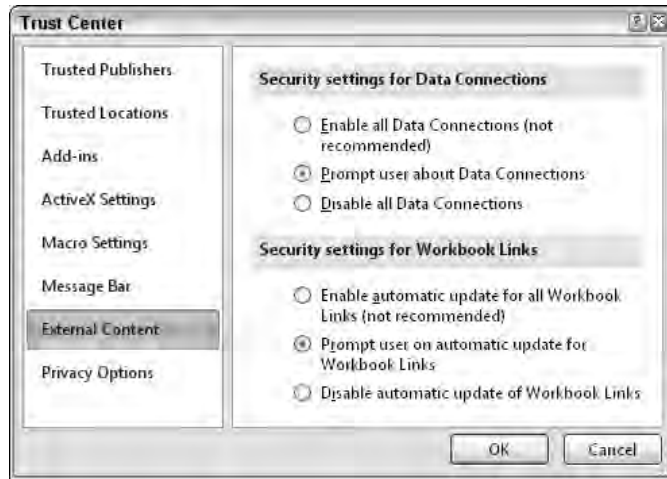 Trust Center
Trusted Publishers
Trusted Locations
Add-ins
ActiveX Settings
Macro Settings
Message Bar
External Content
Privacy Options
Security settings for Data Connections
Enable all Data Connections (not
recommended)
Prompt user about Data Connections
Disable all Data Connections
Security settings for Workbook Links
Enable automatic update for all Workbook
Links (not recommended)
Prompt user on automatic update for
Workbook Links
Disable automatic update of Workbook Links
OK
Cancel